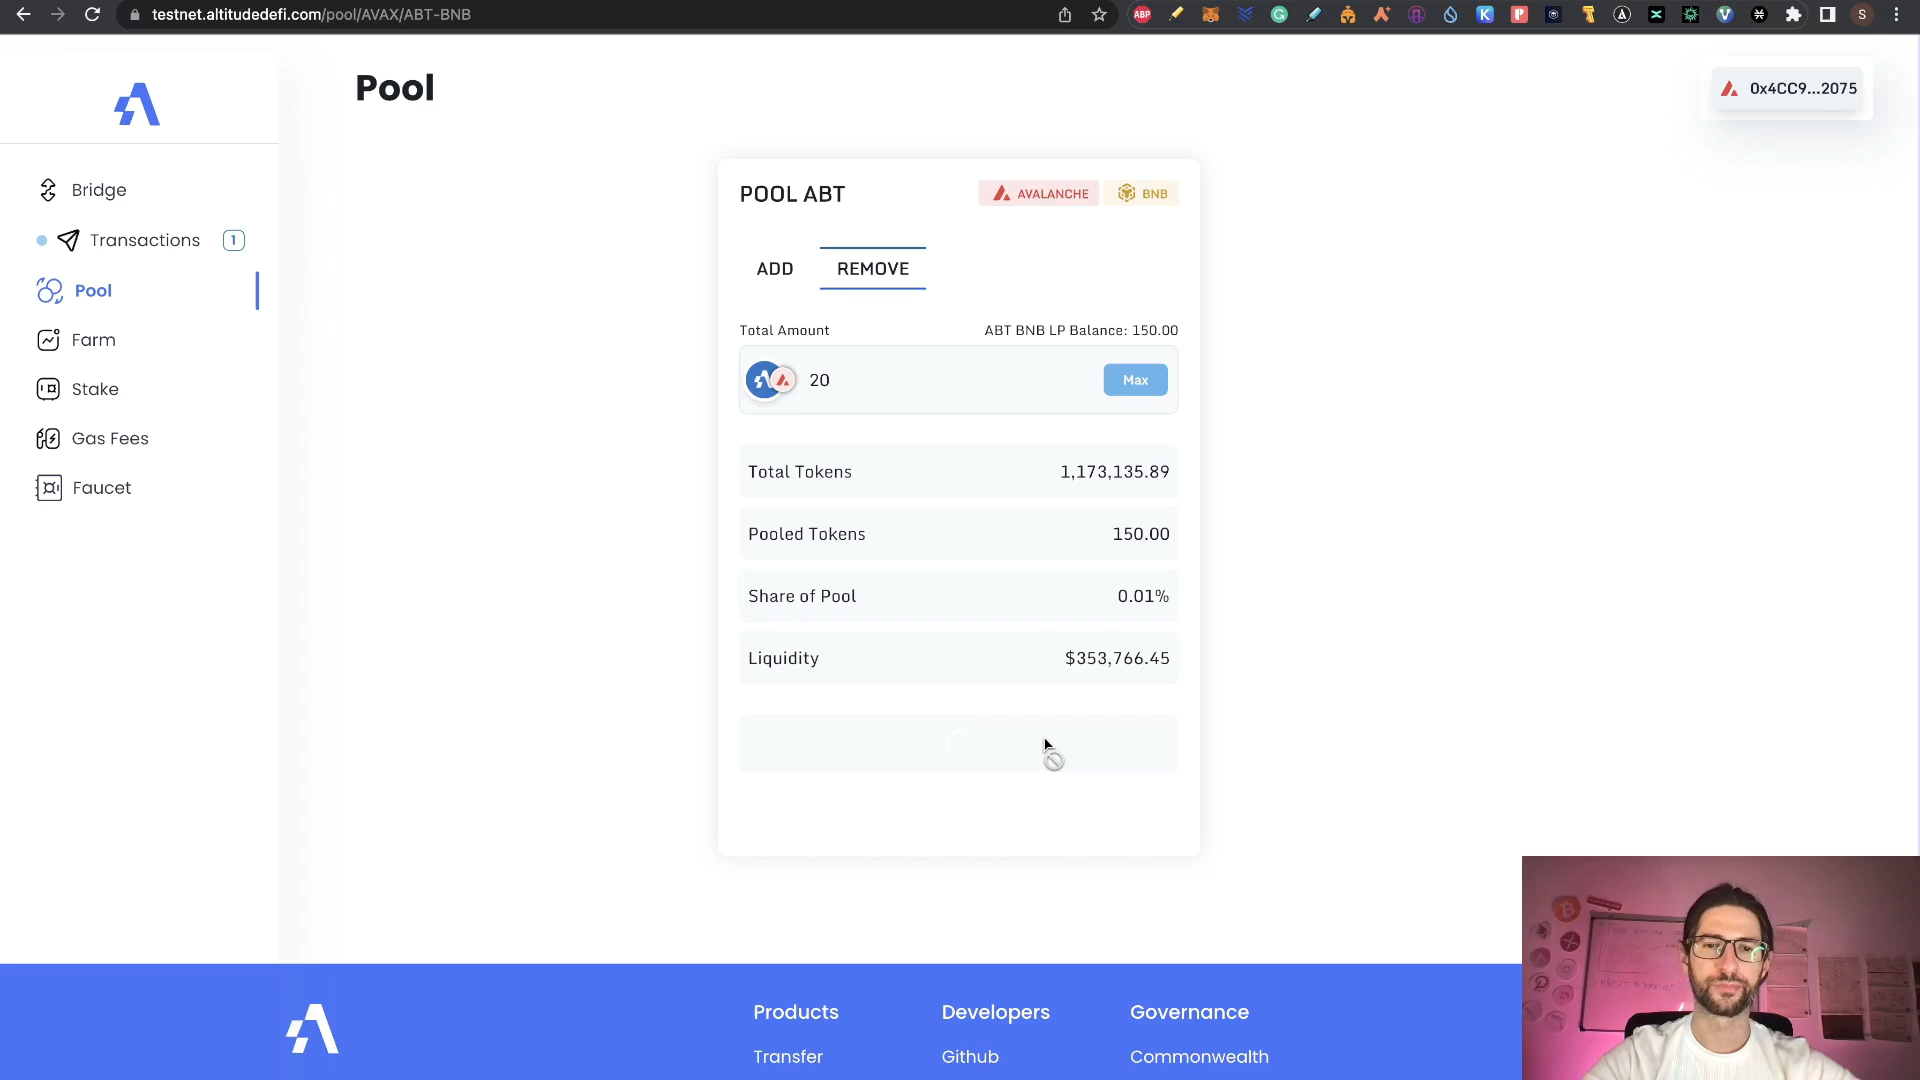 testnet.altitudedefi.com/pool/AVAX/ABT-BNB
ABP
S
Pool
0x4CC9...2075
Bridge
Transactions 1
Pool
Farm
Stake
Gas Fees
Faucet
POOL ABT
AVALANCHE
BNB
ADD
REMOVE
Total Amount
ABT BNB LP Balance: 150.00
20
Max
Total Tokens 1,173,135.89
Pooled Tokens 150.00
Share of Pool 0.01%
Liquidity $353,766.45
Products
Developers
Governance
Transfer
Github
Commonwealth